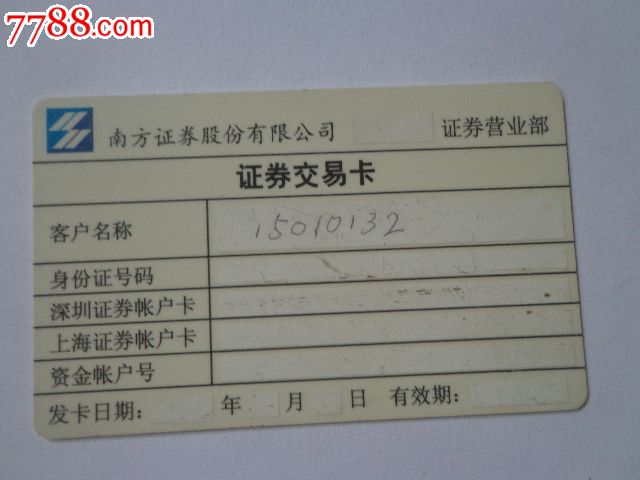 7788.com
南方证券股份有限公司 证券营业部
证券交易卡
客户名称 15010132
身份证号码
深圳证券帐户卡
上海证券帐户卡
资金帐户号
发卡日期： 年 月 日 有效期：